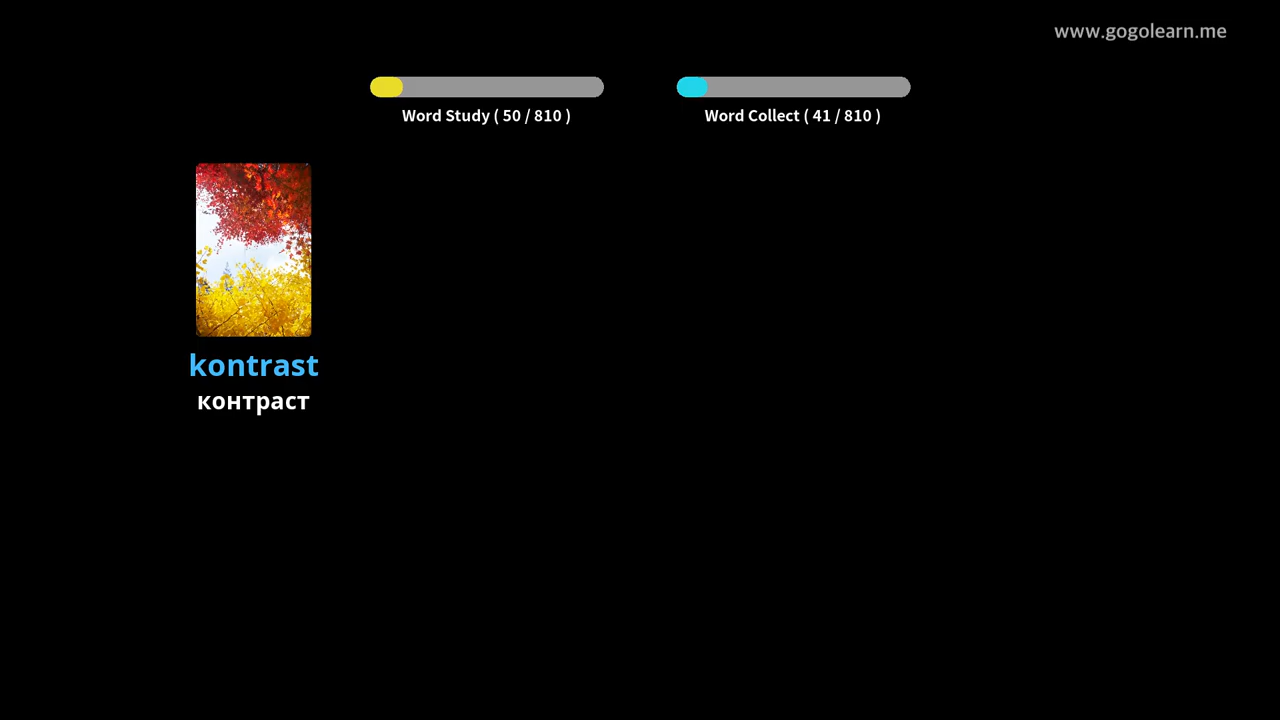 www.gogolearn.me
Word Study ( 50 / 810 )
Word Collect ( 41 / 810 )
kontrast
контраст